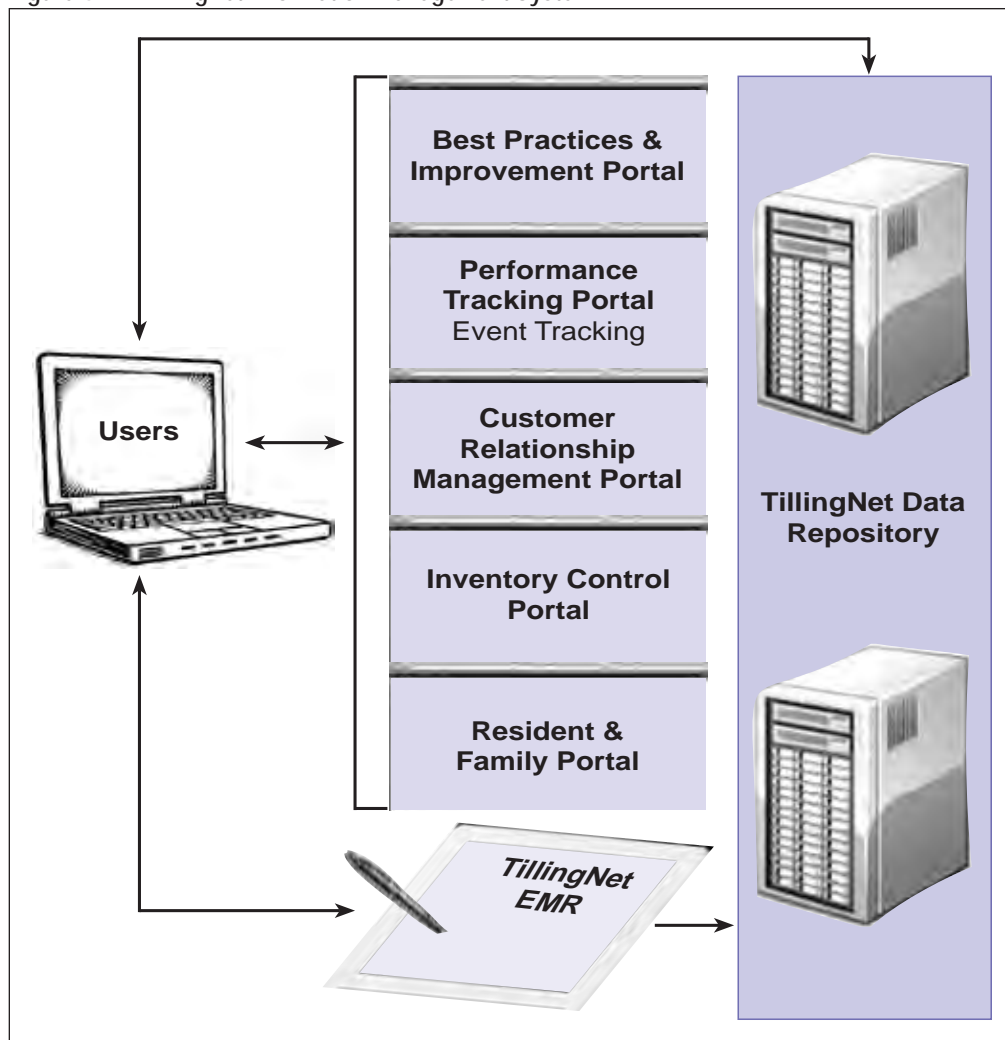 Best Practices &
Improvement Portal
Performance
Tracking Portal
Event Tracking
Users
Customer
Relationship
Management Portal
TillingNet Data
Repository
Inventory Control
Portal
Resident &
Family Portal
TillingNet
EMR